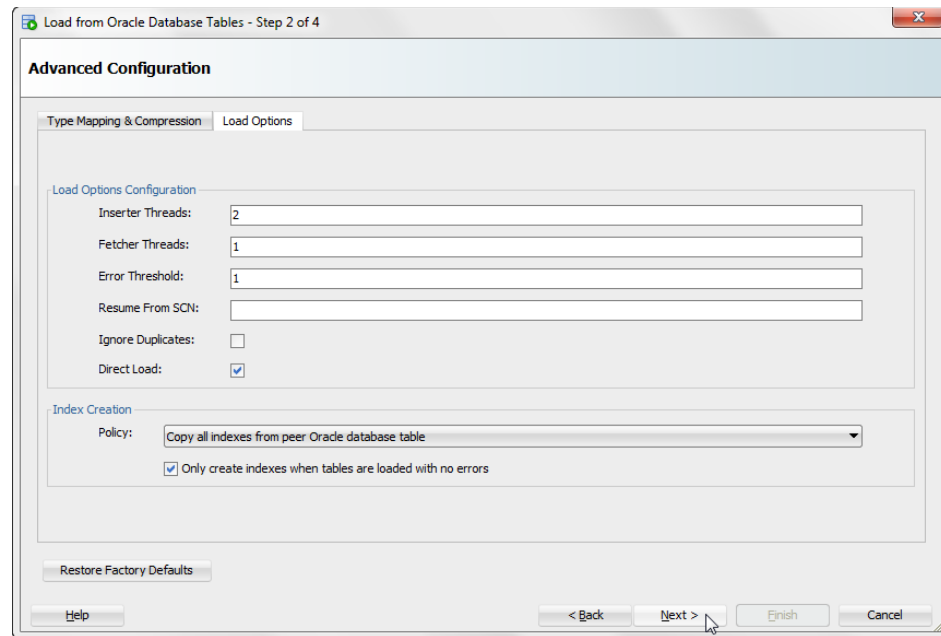 Load from Oracle Database Tables - Step 2 of 4
Advanced Configuration
Type Mapping & Compression Load Options
Load Options Configuration
Inserter Threads: 2
Fetcher Threads: 1
Error Threshold: 1
Resume From SCN:
Ignore Duplicates:
Direct Load:
Index Creation
Policy: Copy all indexes from peer Oracle database table
Only create indexes when tables are loaded with no errors
Restore Factory Defaults
Help < Back Next > Finish Cancel